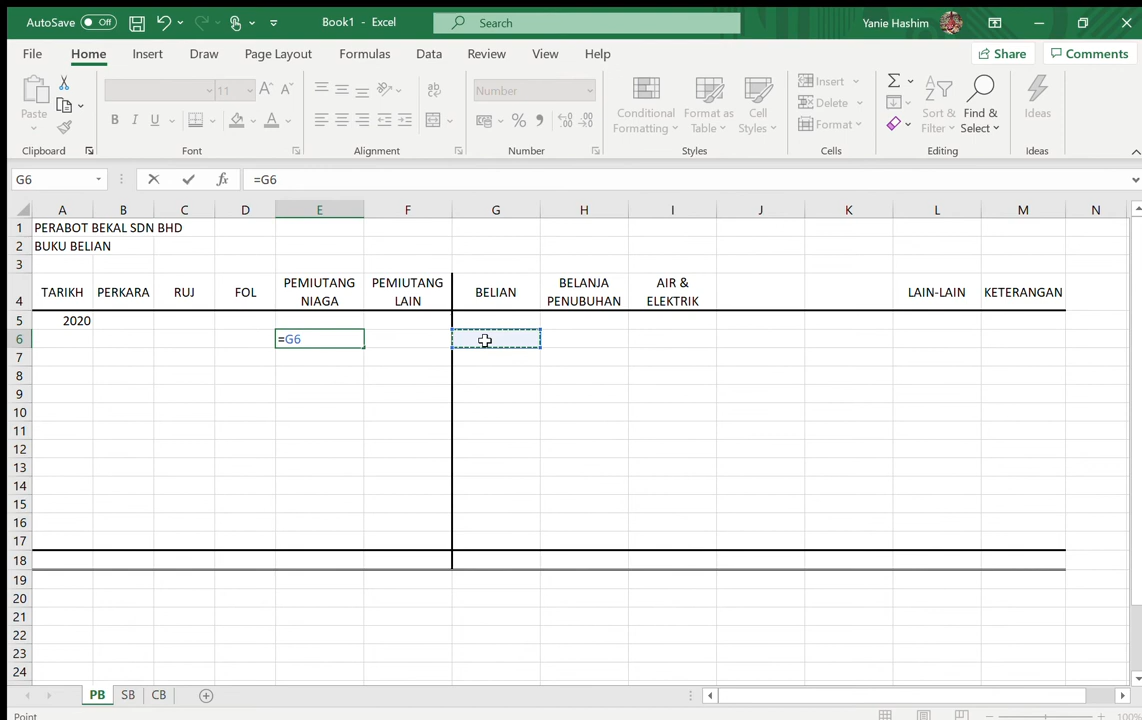 AutoSave Off Book1 - Excel Search Yanie Hashim
File Home Insert Draw Page Layout Formulas Data Review View Help Share Comments
Paste 11 A A ab Number Conditional Format as Cell Insert Σ Sort & Find & Ideas
B I U A % , Formatting Table Styles Delete Filter Select
Format
Clipboard Font Alignment Number Styles Cells Editing Ideas
G6 fx =G6
A B C D E F G H I J K L M N
1 PERABOT BEKAL SDN BHD
2 BUKU BELIAN
3
4 TARIKH PERKARA RUJ FOL PEMIUTANG NIAGA PEMIUTANG LAIN BELIAN BELANJA PENUBUHAN AIR & ELEKTRIK LAIN-LAIN KETERANGAN
5 2020
6 =G6
7
8
9
10
11
12
13
14
15
16
17
18
19
20
21
22
23
24
PB SB CB
Point 100%